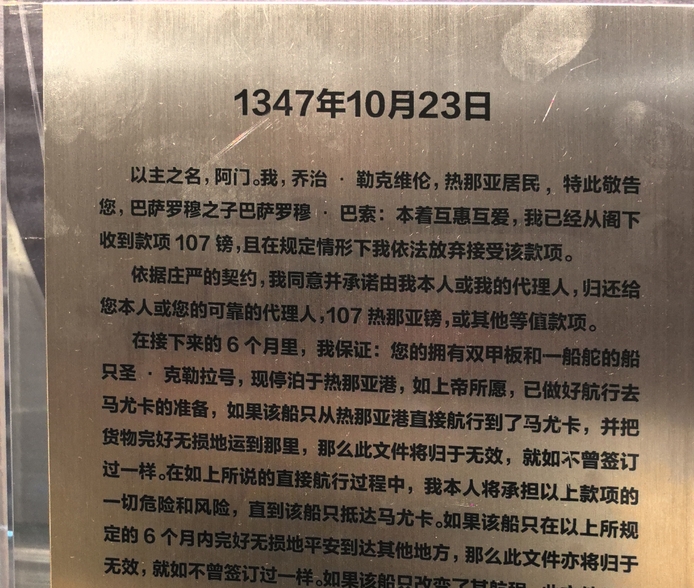 1347年10月23日
以主之名，阿门。我，乔治 · 勒克维伦，热那亚居民，特此敬告
您，巴萨罗穆之子巴萨罗穆 · 巴索：本着互惠互爱，我已经从阁下
收到款项 107 镑，且在规定情形下我依法放弃接受该款项。
依据庄严的契约，我同意并承诺由我本人或我的代理人，归还给
您本人或您的可靠的代理人，107 热那亚镑，或其他等值款项。
在接下来的 6 个月里，我保证：您的拥有双甲板和一船舵的船
只圣 · 克勒拉号，现停泊于热那亚港，如上帝所愿，已做好航行去
马尤卡的准备，如果该船只从热那亚港直接航行到了马尤卡，并把
货物完好无损地运到那里，那么此文件将归于无效，就如不曾签订
过一样。在如上所说的直接航行过程中，我本人将承担以上款项的
一切危险和风险，直到该船只抵达马尤卡。如果该船只在以上所规
定的 6 个月内完好无损地平安到达其他地方，那么此文件亦将归于
无效，就如不曾签订过一样。如果该船只改变了其航程，